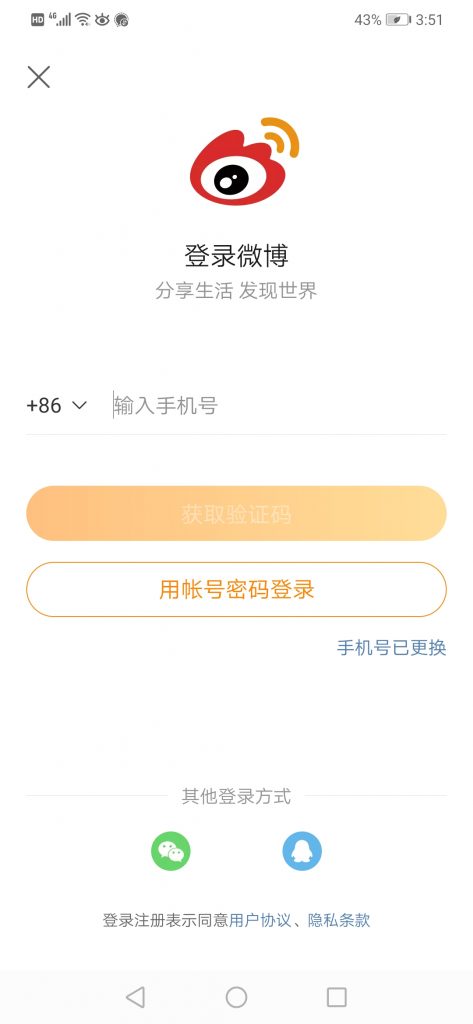 HD 4G 43% 3:51
登录微博
分享生活 发现世界
+86 输入手机号
获取验证码
用帐号密码登录
手机号已更换
其他登录方式
登录注册表示同意用户协议、隐私条款